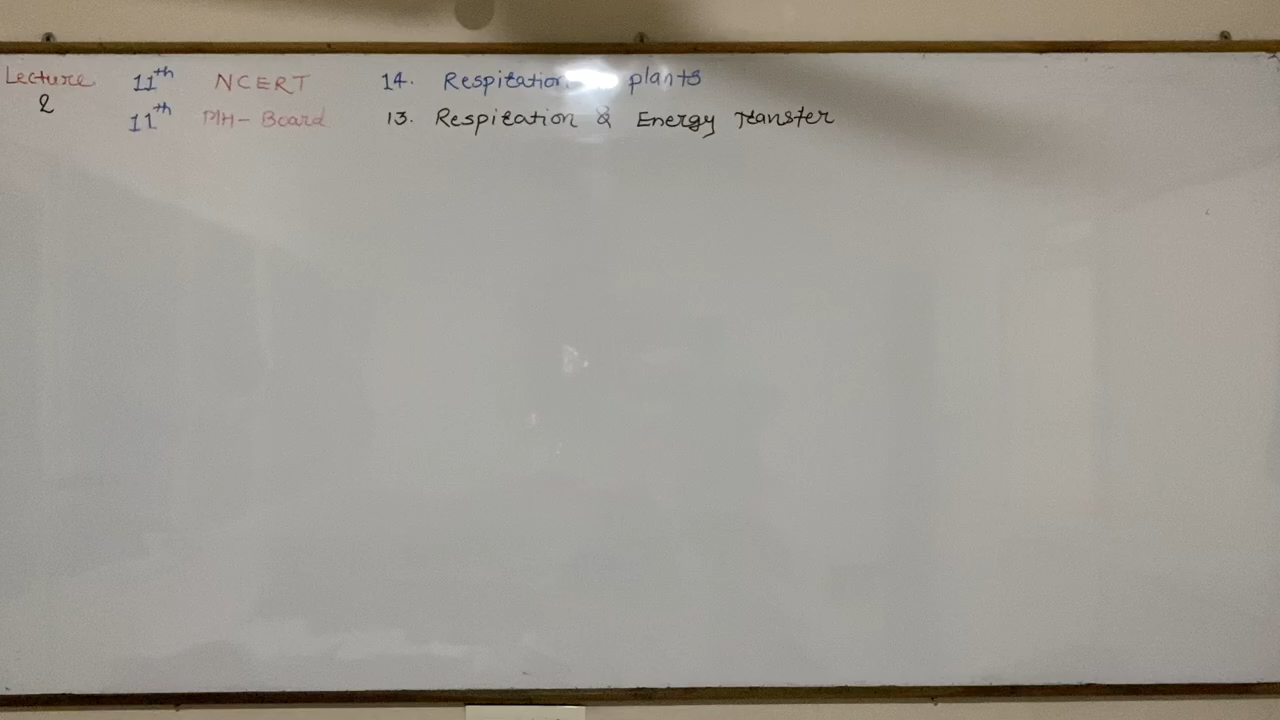 Lecture 11th NCERT 14. Respiration plants
2 11th MH-Board 13. Respiration & Energy Transfer